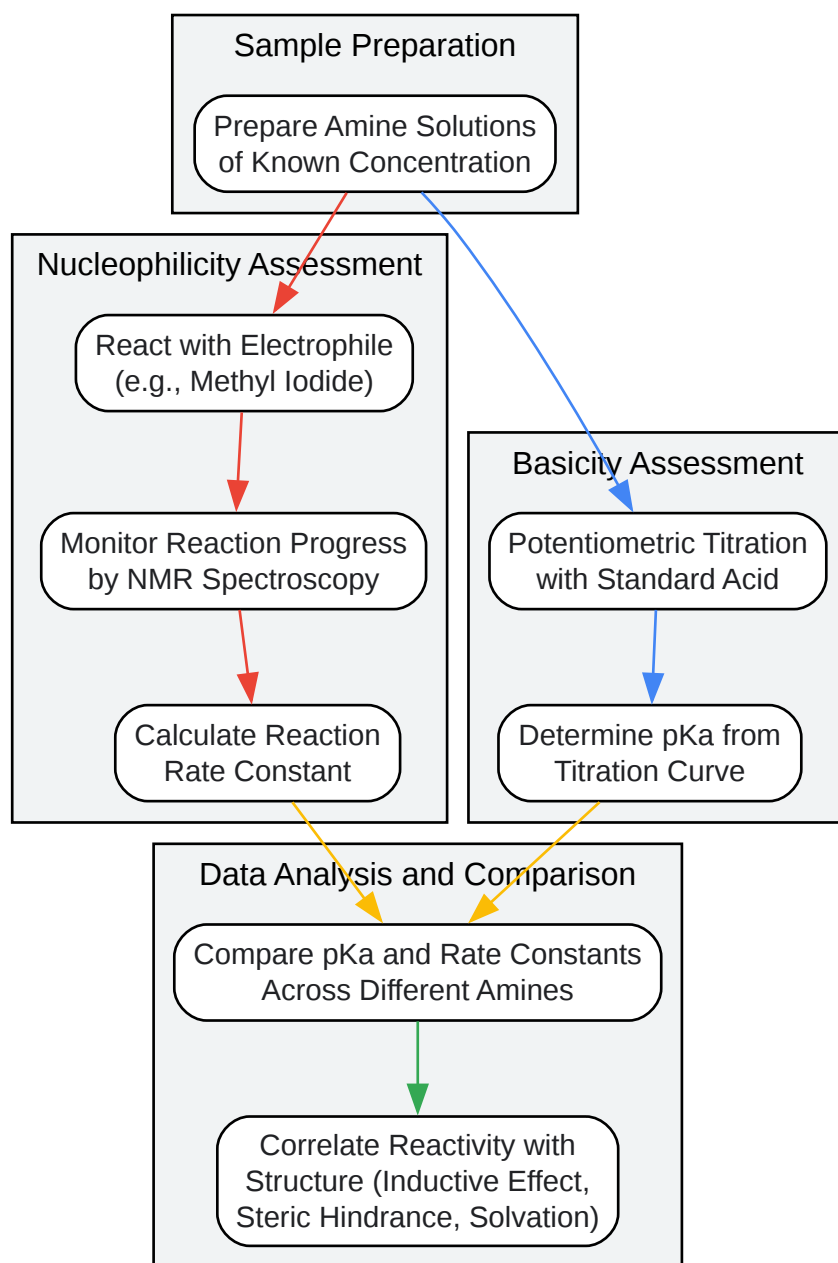 Sample Preparation
Prepare Amine Solutions
of Known Concentration
Nucleophilicity Assessment
React with Electrophile
(e.g., Methyl Iodide)
Monitor Reaction Progress
by NMR Spectroscopy
Calculate Reaction
Rate Constant
Basicity Assessment
Potentiometric Titration
with Standard Acid
Determine pKa from
Titration Curve
Data Analysis and Comparison
Compare pKa and Rate Constants
Across Different Amines
Correlate Reactivity with
Structure (Inductive Effect,
Steric Hindrance, Solvation)